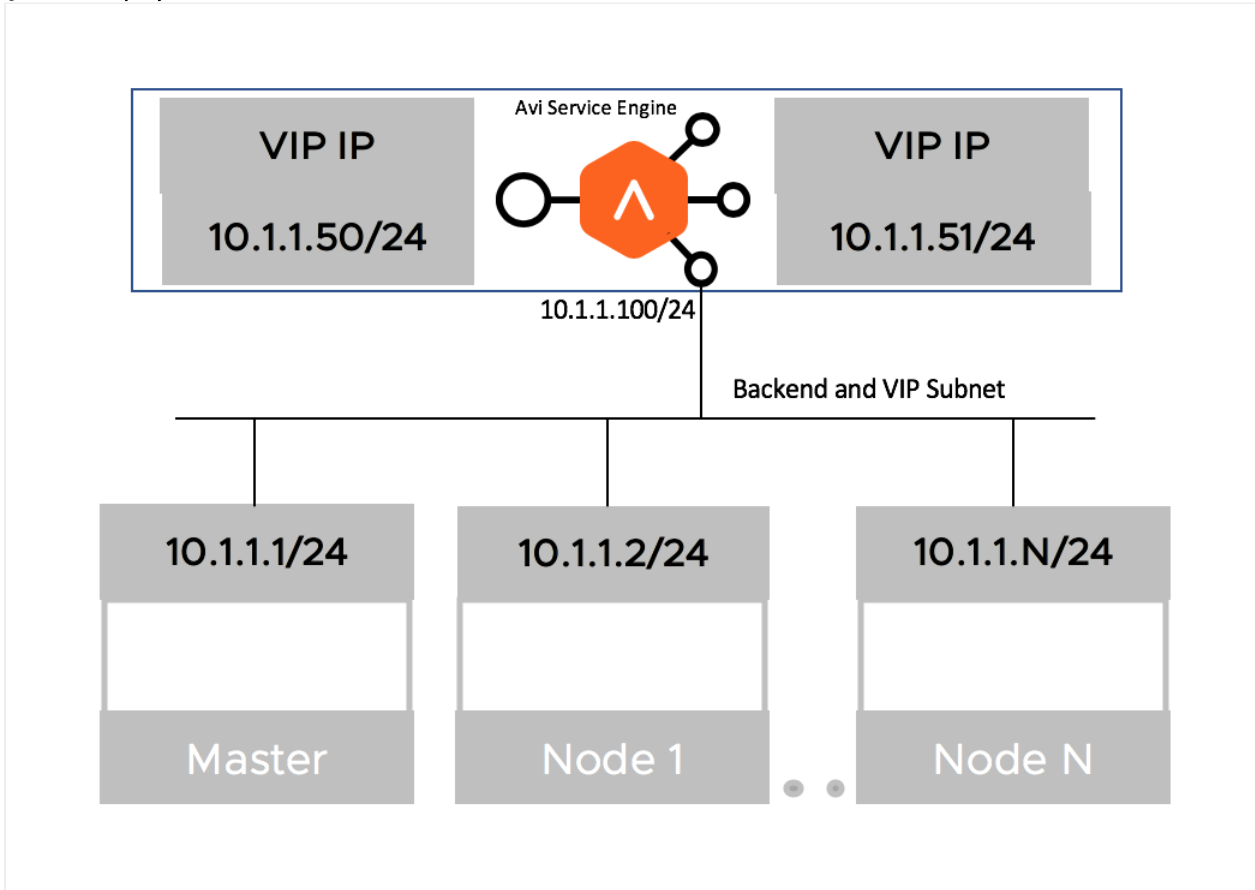 Avi Service Engine
VIP IP
10.1.1.50/24
VIP IP
10.1.1.51/24
10.1.1.100/24
Backend and VIP Subnet
10.1.1.1/24
10.1.1.2/24
10.1.1.N/24
Master
Node 1
Node N